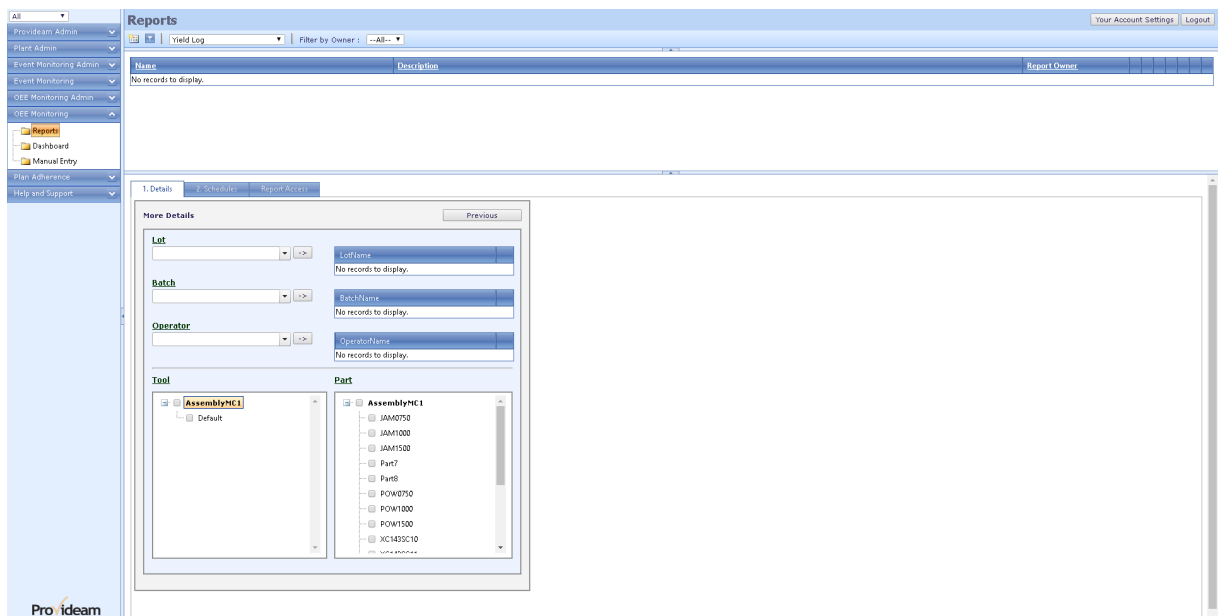 All
Reports
Your Account Settings
Logout
Provideam Admin
Plant Admin
Event Monitoring Admin
Event Monitoring
OEE Monitoring Admin
OEE Monitoring
Reports
Dashboard
Manual Entry
Plan Adherence
Help and Support
Yield Log
Filter by Owner :
--All--
Name
Description
Report Owner
No records to display.
1. Details
2. Schedules
Report Access
More Details
Previous
Lot
->
LotName
No records to display.
Batch
->
BatchName
No records to display.
Operator
->
OperatorName
No records to display.
Tool
Part
AssemblyMC1
Default
AssemblyMC1
JAM0750
JAM1000
JAM1500
Part7
Part8
POW0750
POW1000
POW1500
XC143SC10
Provideam